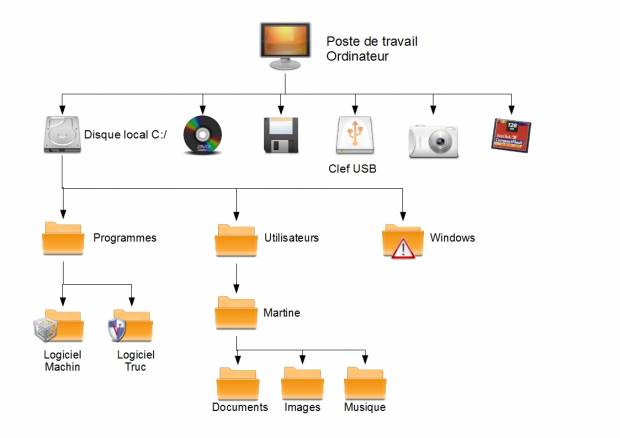 Poste de travail
Ordinateur
Disque local C:/
Clef USB
128
Programmes
Utilisateurs
Windows
Martine
Logiciel
Machin
Logiciel
Truc
Documents
Images
Musique